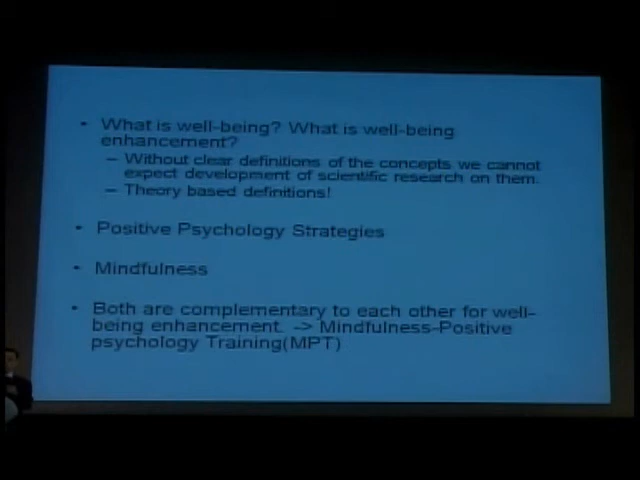 • What is well-being? What is well-being
enhancement?
– Without clear definitions of the concepts we cannot
expect development of scientific research on them.
– Theory based definitions!
• Positive Psychology Strategies
• Mindfulness
• Both are complementary to each other for well-
being enhancement. -> Mindfulness-Positive
psychology Training(MPT)